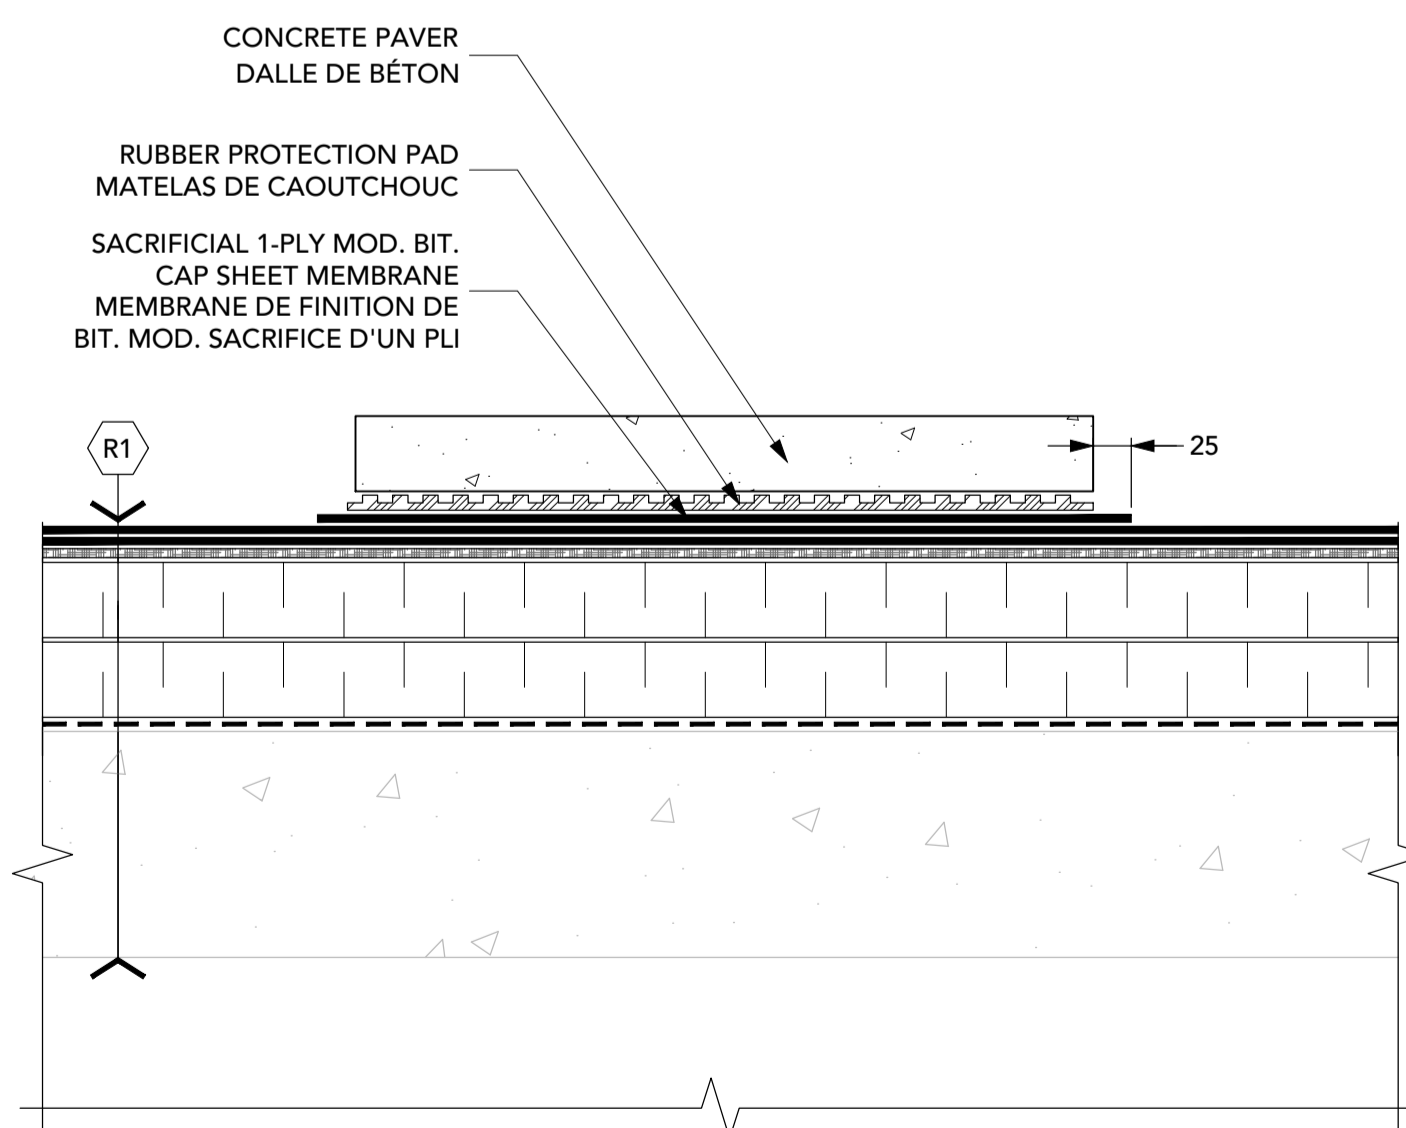 CONCRETE PAVER
DALLE DE BÉTON
RUBBER PROTECTION PAD
MATELAS DE CAOUTCHOUC
SACRIFICIAL 1-PLY MOD. BIT.
CAP SHEET MEMBRANE
MEMBRANE DE FINITION DE
BIT. MOD. SACRIFICE D'UN PLI
R1
25